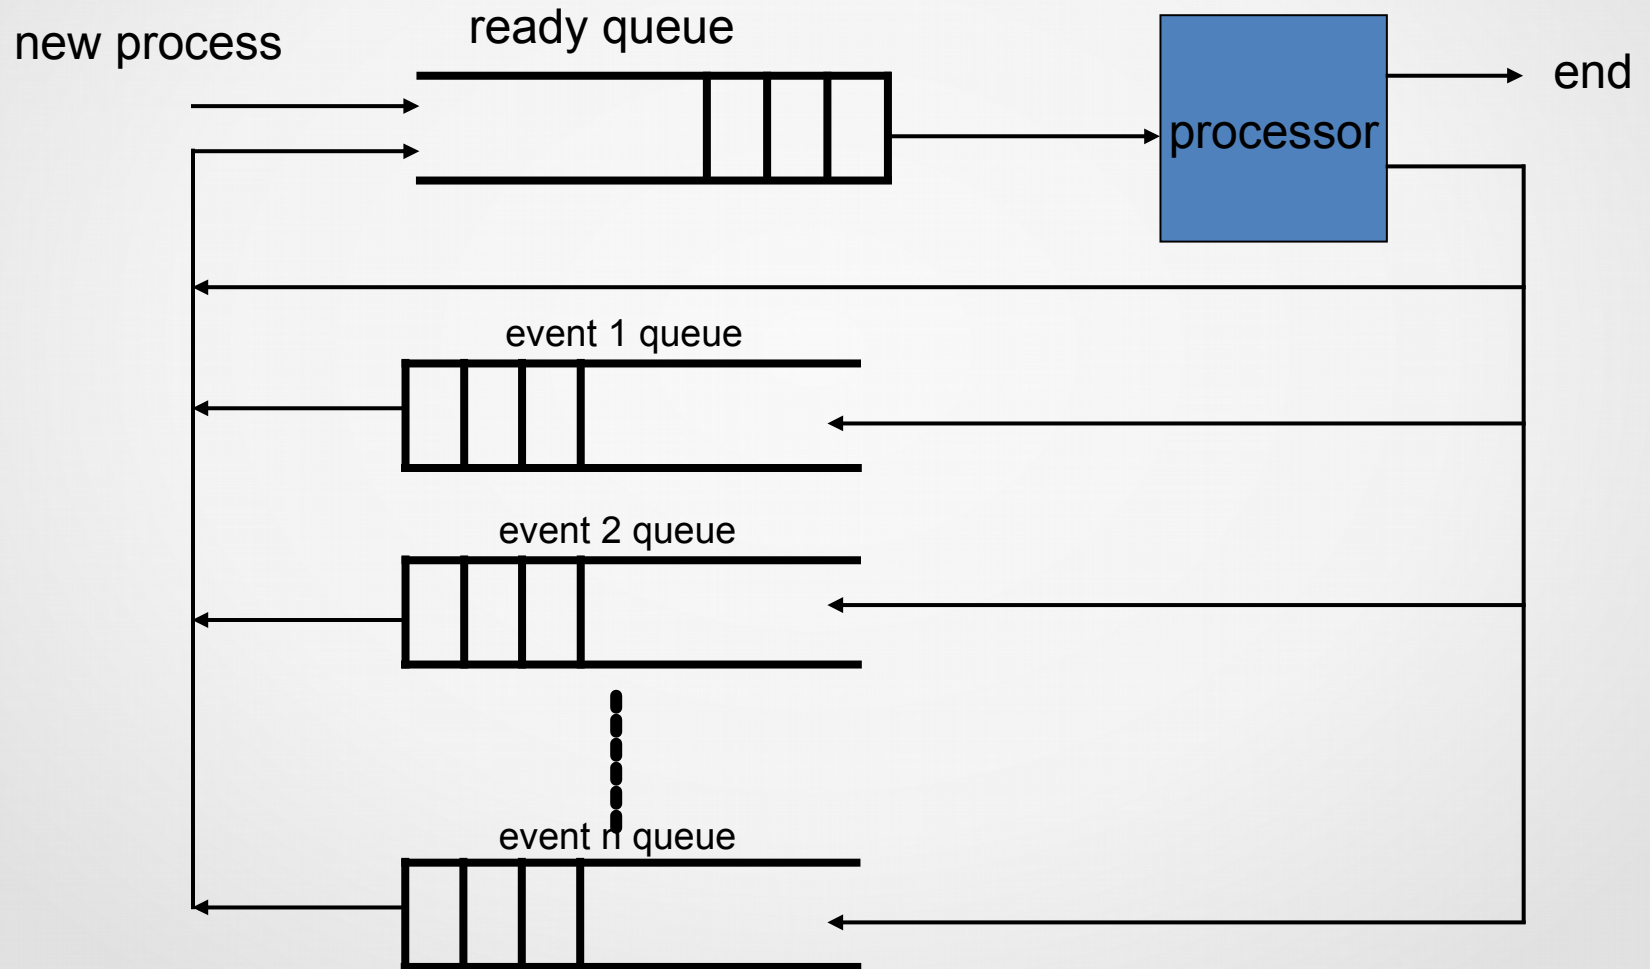 new process
ready queue
end
processor
event 1 queue
event 2 queue
event n queue